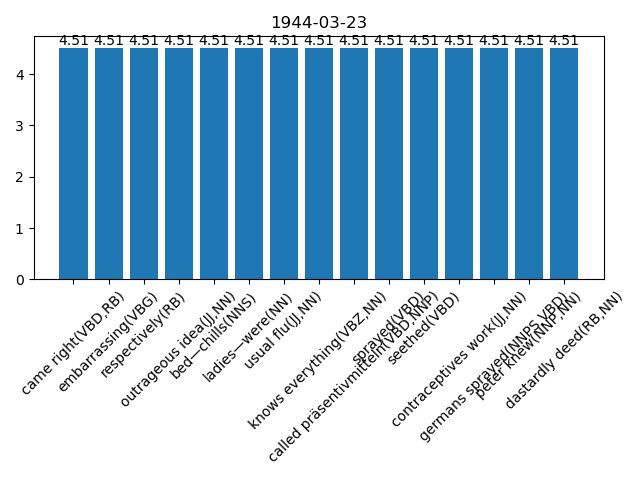 1944-03-23
4.51 4.51 4.51 4.51 4.51 4.51 4.51 4.51 4.51 4.51 4.51 4.51 4.51 4.51 4.51
4
3
2
1
0
came right(VBD,RB)
embarrassing(VBG)
respectively(RB)
outrageous idea(JJ,NN)
bed—chills(NNS)
ladies—were(NN)
usual flu(JJ,NN)
knows everything(VBZ,NN)
called präsentivmitteln(VBD,NNP)
sprayed(VBD)
seethed(VBD)
contraceptives work(JJ,NN)
germans sprayed(NNPS,VBD)
peter knew(NNP,NN)
dastardly deed(RB,NN)